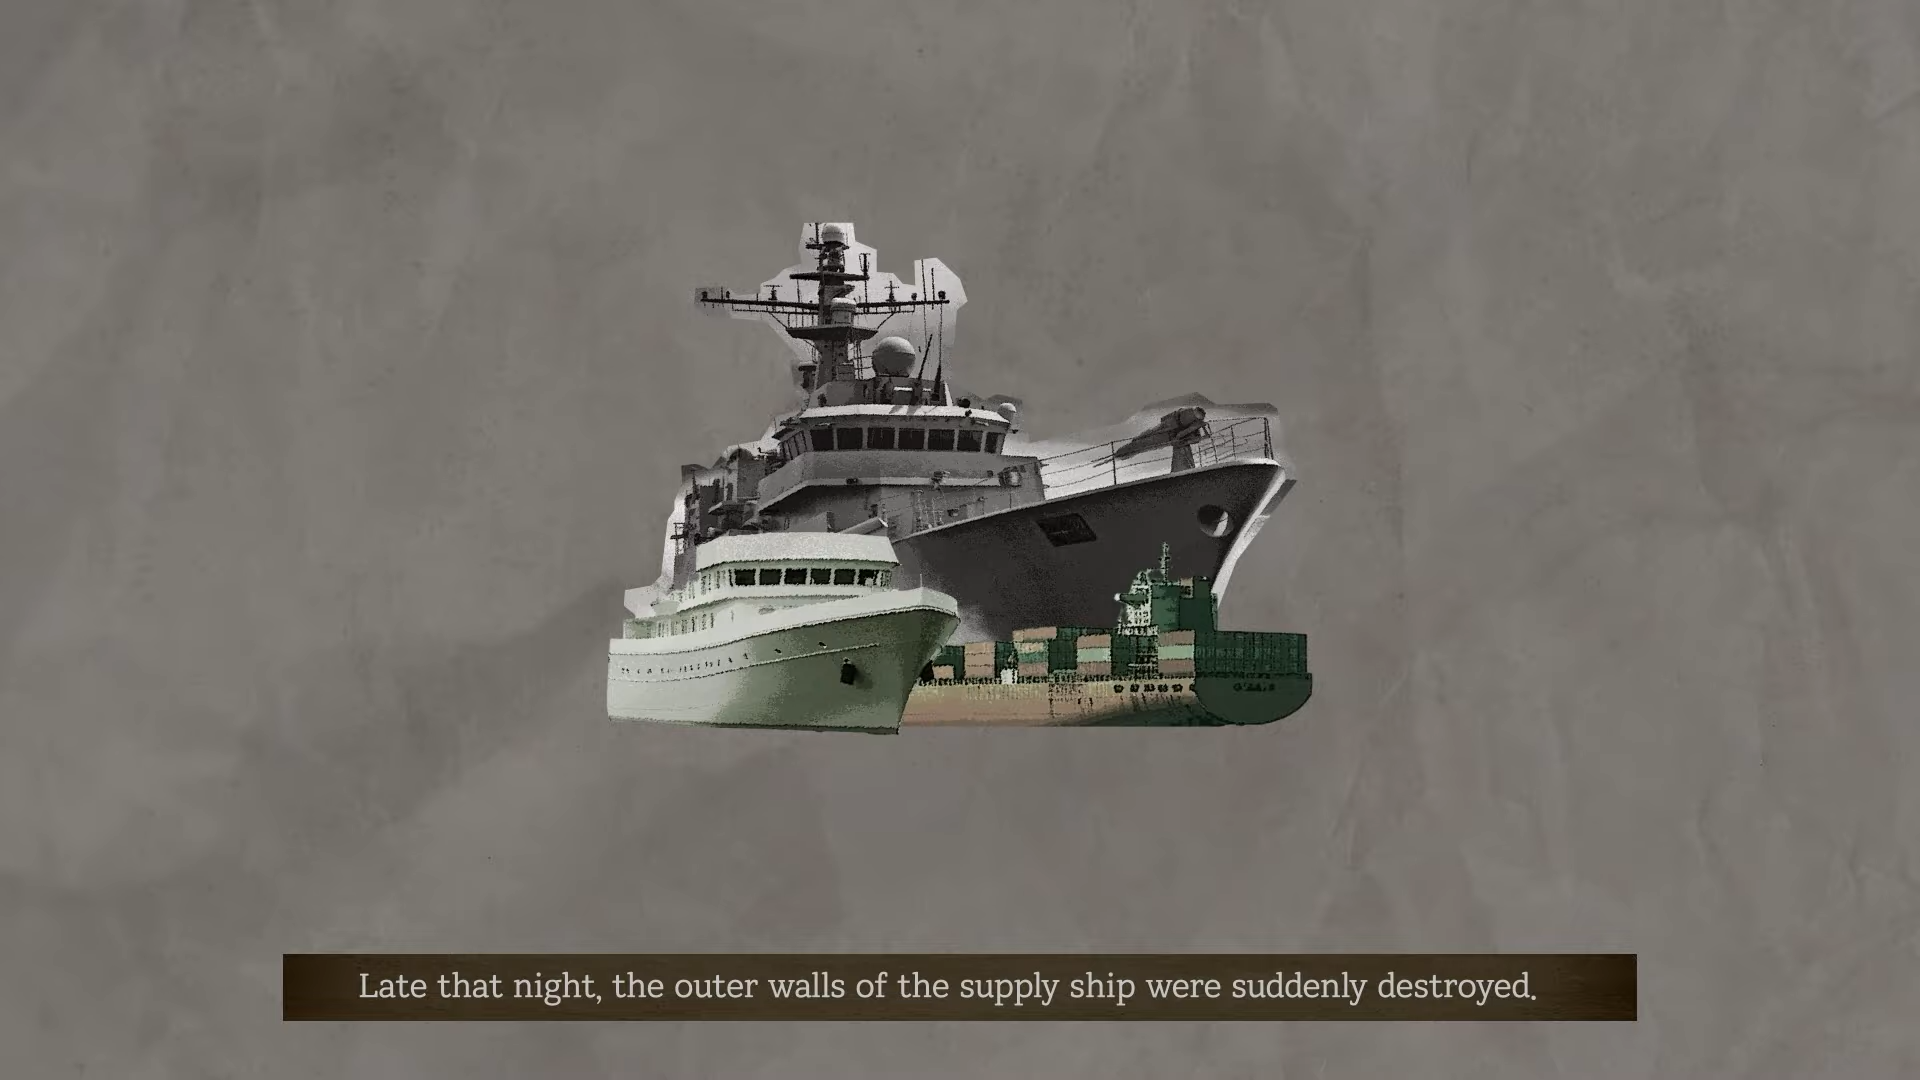 Late that night, the outer walls of the supply ship were suddenly destroyed.